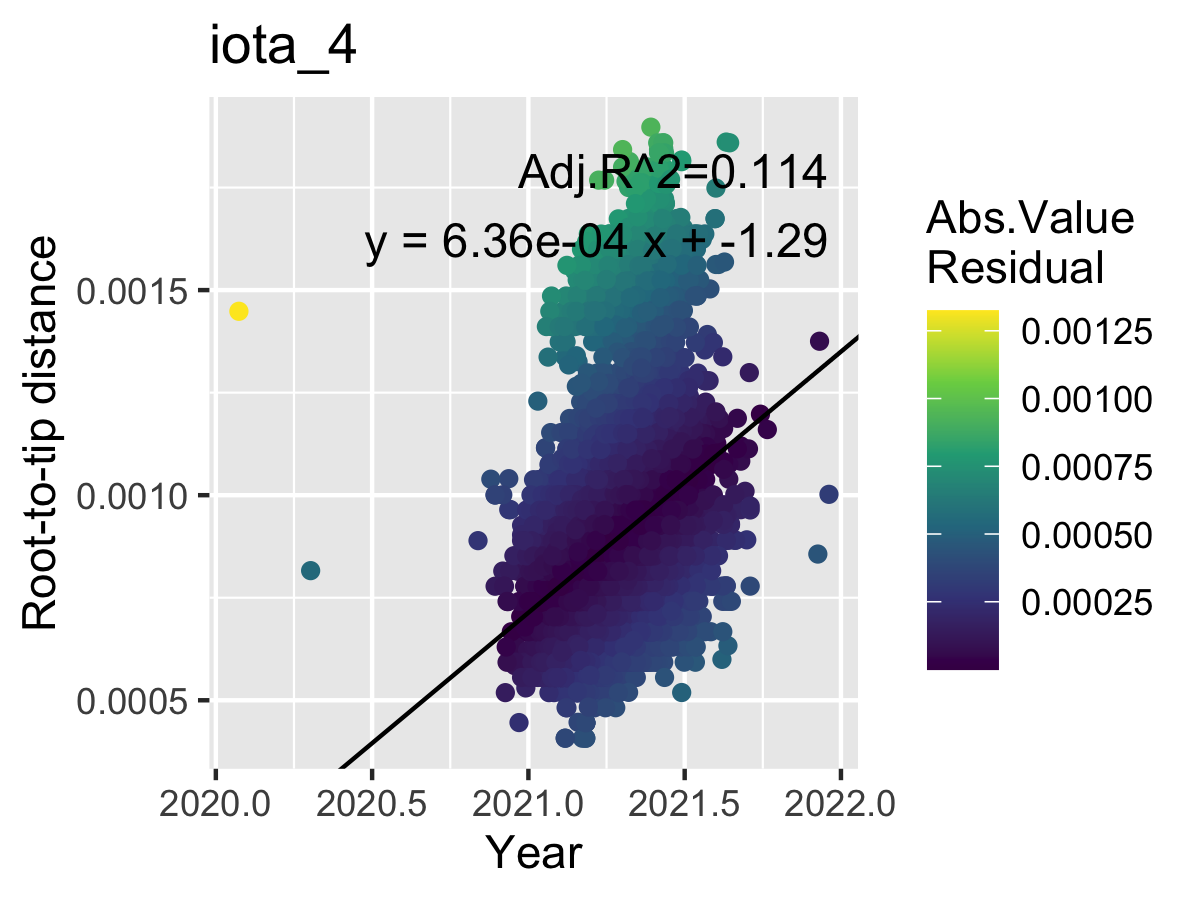 iota_4
Adj.R^2=0.114
y = 6.36e-04 x + -1.29
Root-to-tip distance
0.0015
0.0010
0.0005
2020.0 2020.5 2021.0 2021.5 2022.0
Year
Abs.Value
Residual
0.00125
0.00100
0.00075
0.00050
0.00025